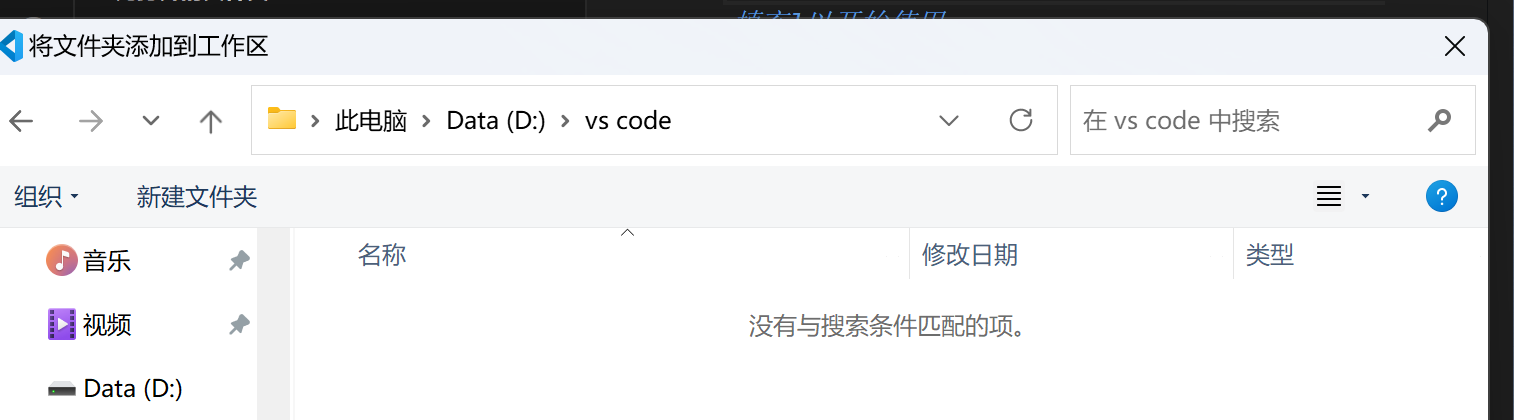 将文件夹添加到工作区
此电脑 > Data (D:) > vs code
在 vs code 中搜索
组织
新建文件夹
?
名称
修改日期
类型
音乐
视频
Data (D:)
没有与搜索条件匹配的项。